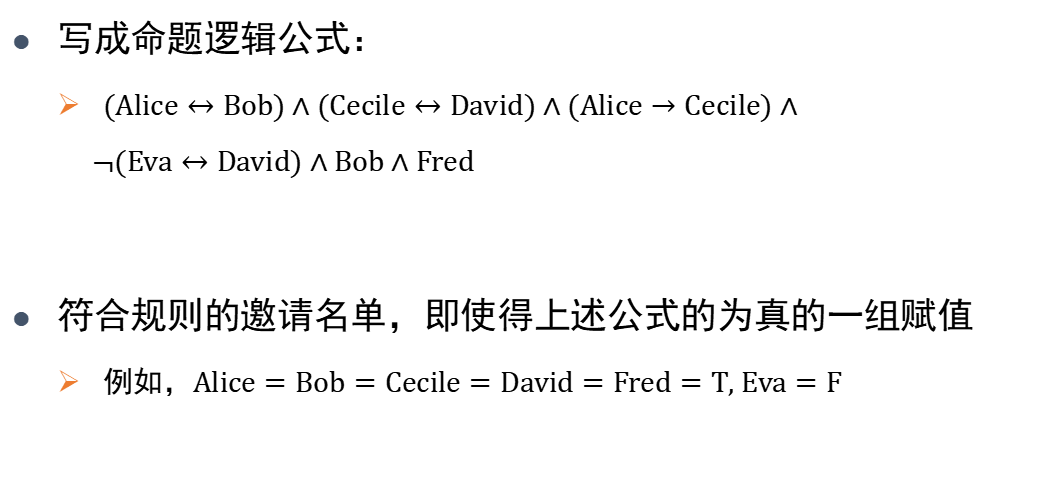 写成命题逻辑公式：
(Alice ↔ Bob) ∧ (Cecile ↔ David) ∧ (Alice → Cecile) ∧
¬(Eva ↔ David) ∧ Bob ∧ Fred
符合规则的邀请名单，即使得上述公式的为真的一组赋值
例如，Alice = Bob = Cecile = David = Fred = T, Eva = F